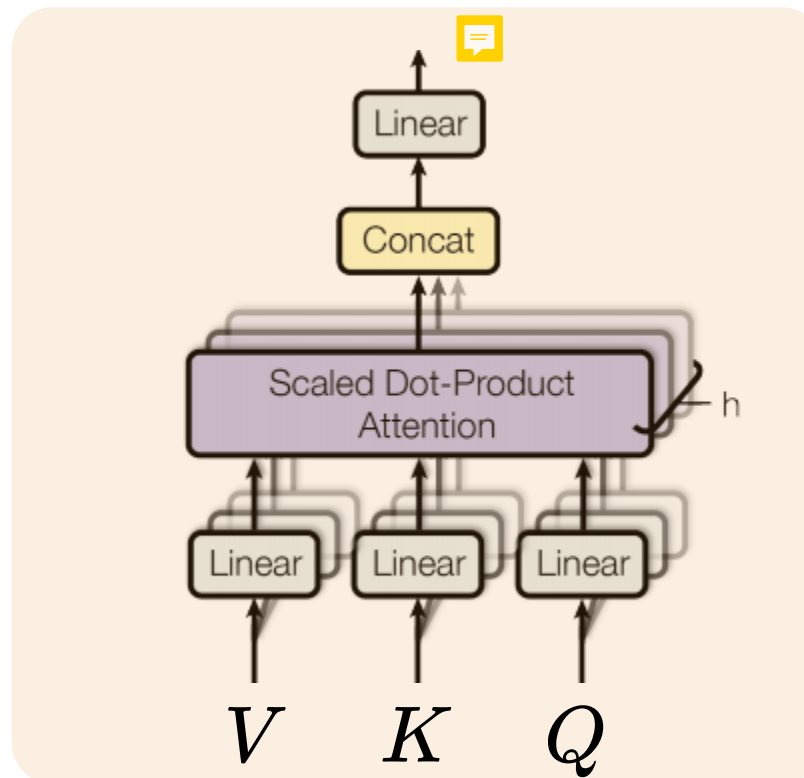 Linear
Concat
Scaled Dot-Product
Attention
h
Linear Linear Linear
V K Q